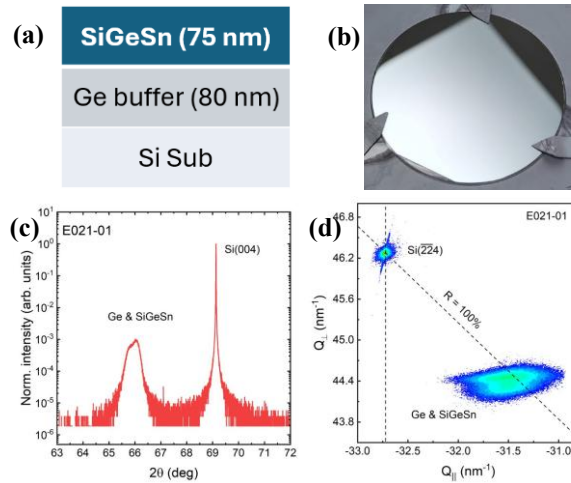 (a)
SiGeSn (75 nm)
Ge buffer (80 nm)
Si Sub
(b)
(c)
E021-01
Si(004)
Ge & SiGeSn
Norm. intensity (arb. units)
10¹
10⁰
10⁻¹
10⁻²
10⁻³
10⁻⁴
10⁻⁵
10⁻⁶
63 64 65 66 67 68 69 70 71 72
2θ (deg)
(d)
E021-01
Si(2̅2̅4)
R = 100%
Ge & SiGeSn
Q⊥ (nm⁻¹)
46.8
46.2
45.6
45.0
44.4
43.8
-33.0 -32.5 -32.0 -31.5 -31.0
Q|| (nm⁻¹)